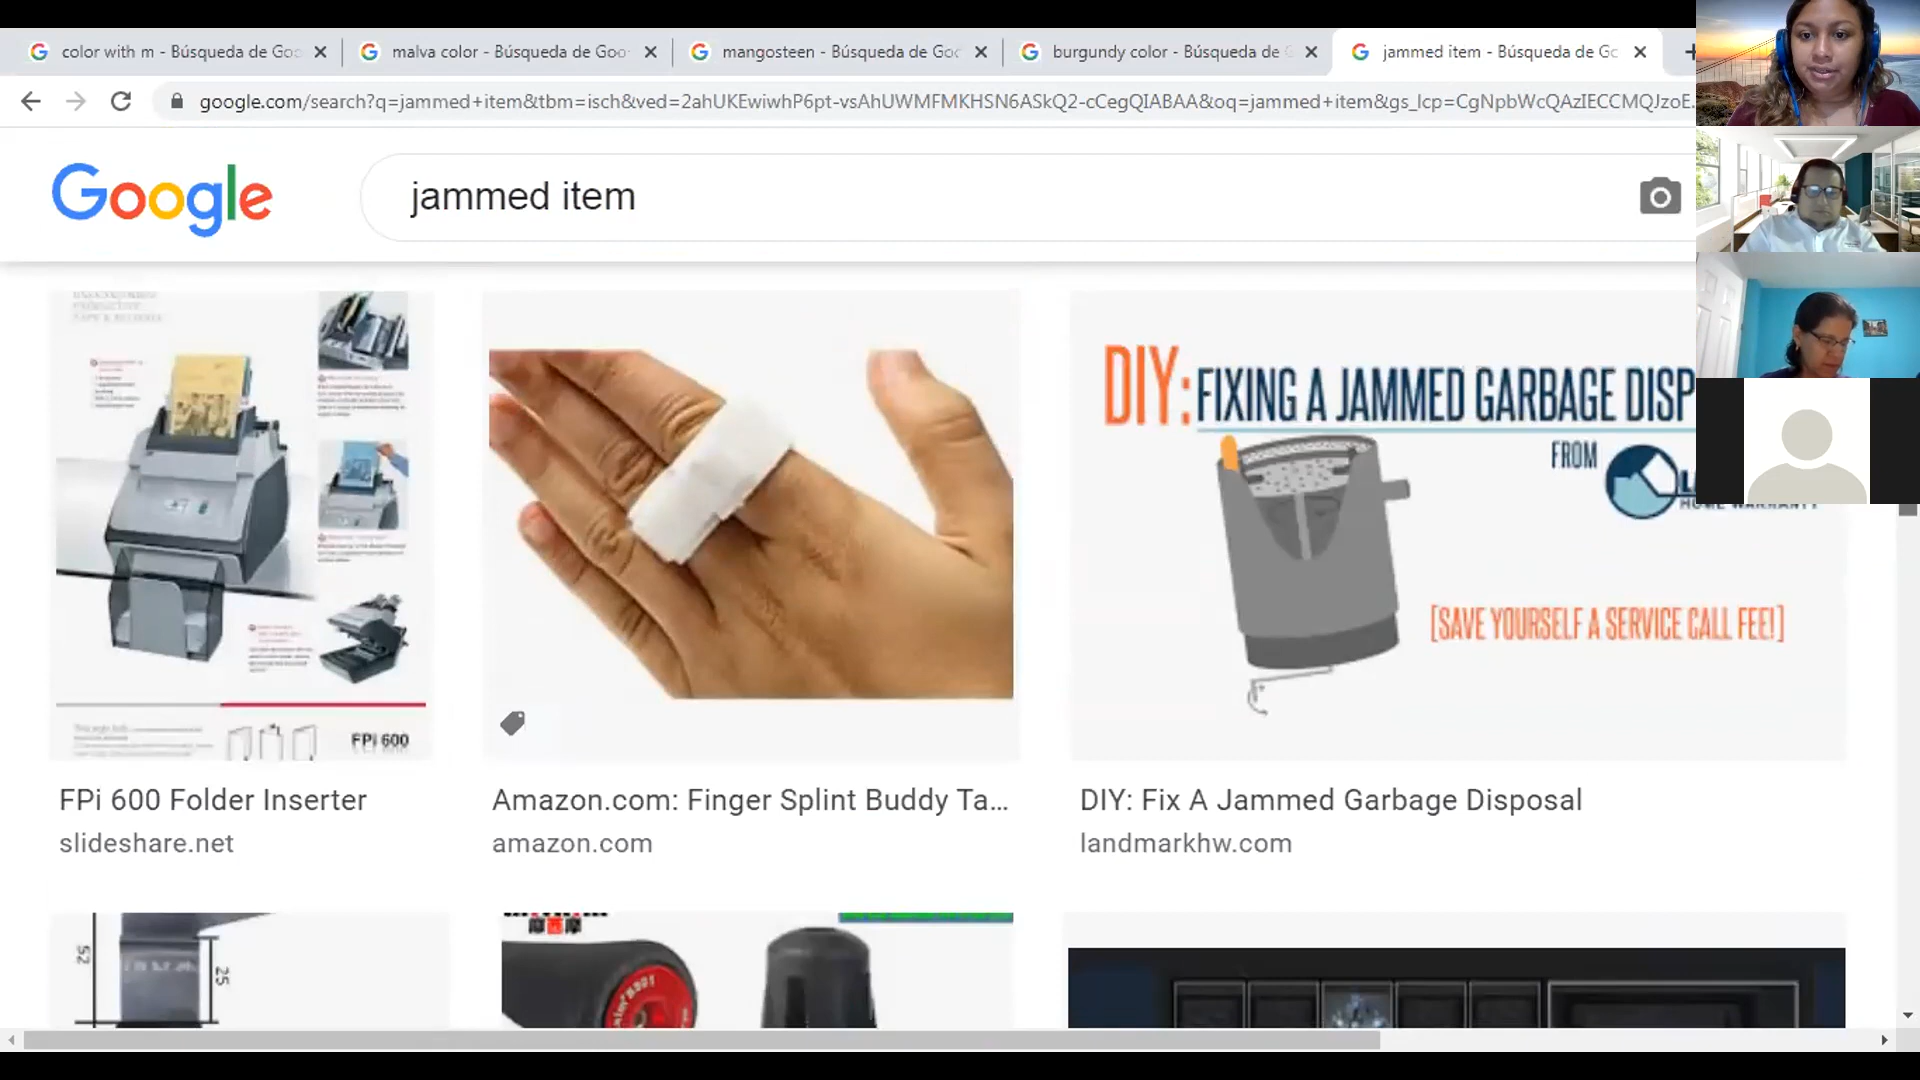 color with m - Búsqueda de Goo
malva color - Búsqueda de Goo
mangosteen - Búsqueda de Goo
burgundy color - Búsqueda de G
jammed item - Búsqueda de Go
google.com/search?q=jammed+item&tbm=isch&ved=2ahUKEwiwhP6pt-vsAhUWMFMKHSN6ASkQ2-cCegQIABAA&oq=jammed+item&gs_lcp=CgNpbWcQAzIECCMQJzoE
Google
jammed item
DIY: FIXING A JAMMED GARBAGE DISP
FROM
HOME WARRANTY
[SAVE YOURSELF A SERVICE CALL FEE!]
FPi 600
FPi 600 Folder Inserter
slideshare.net
Amazon.com: Finger Splint Buddy Ta...
amazon.com
DIY: Fix A Jammed Garbage Disposal
landmarkhw.com
52
25